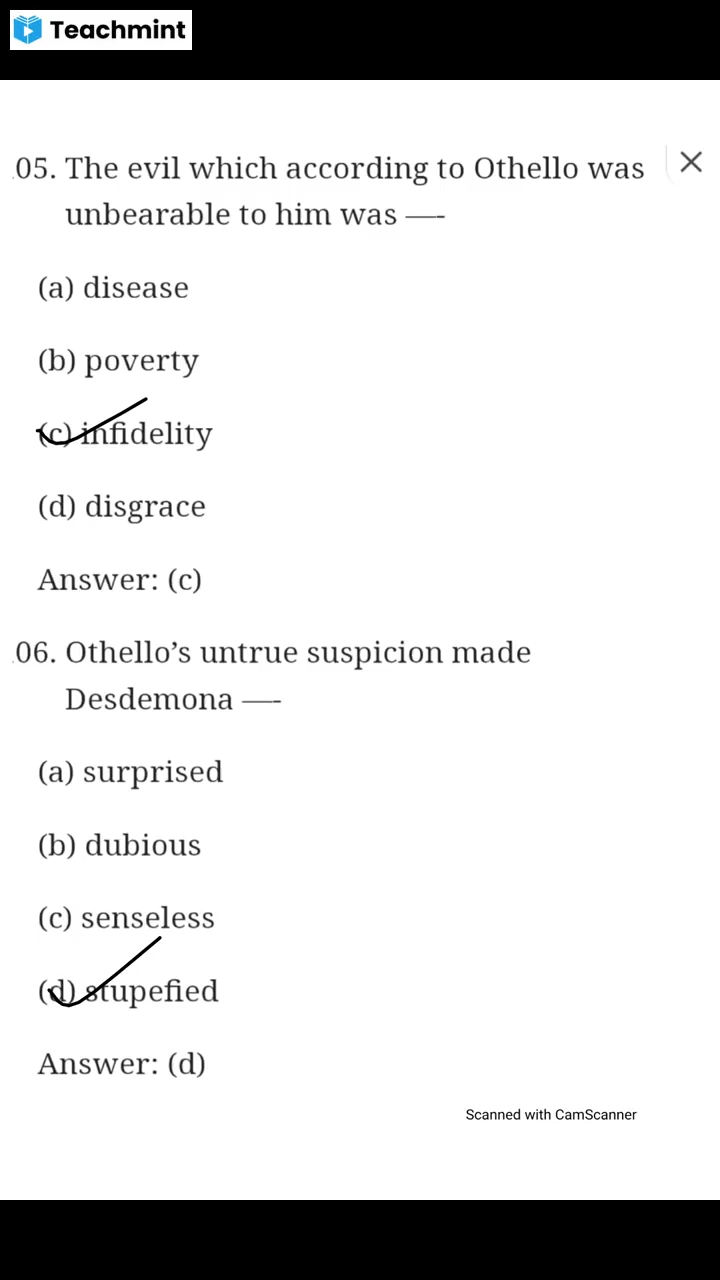 Teachmint
05. The evil which according to Othello was
unbearable to him was —-
(a) disease
(b) poverty
(c) infidelity
(d) disgrace
Answer: (c)
06. Othello’s untrue suspicion made
Desdemona —-
(a) surprised
(b) dubious
(c) senseless
(d) stupefied
Answer: (d)
Scanned with CamScanner